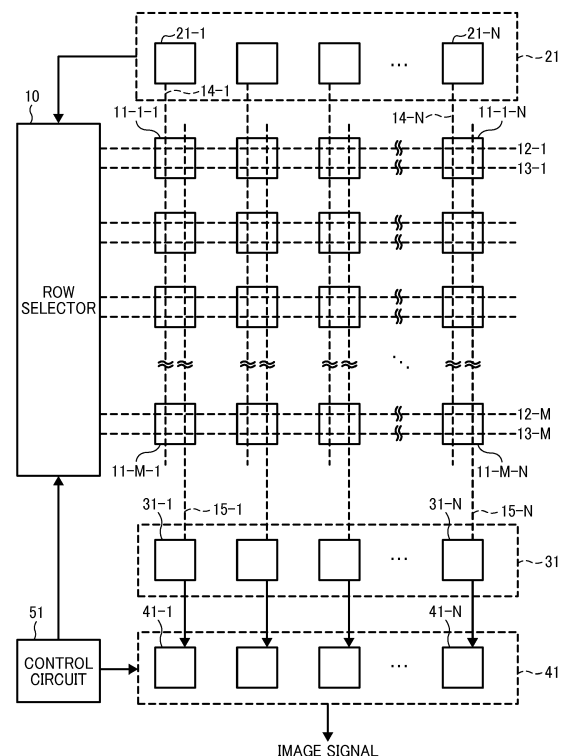 21-1
21-N
...
21
14-1
14-N
10
11-1-1
11-1-N
12-1
13-1
ROW
SELECTOR
12-M
13-M
11-M-1
11-M-N
31-1
15-1
31-N
15-N
...
31
51
41-1
41-N
CONTROL
CIRCUIT
...
41
IMAGE SIGNAL